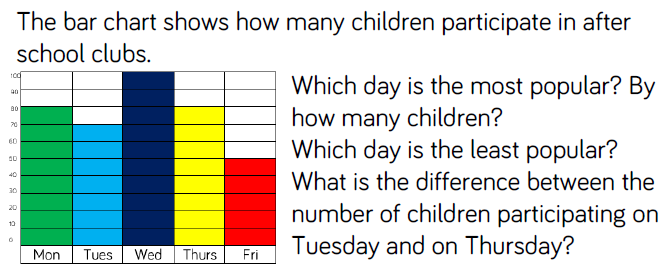 The bar chart shows how many children participate in after
school clubs.
Which day is the most popular? By
how many children?
Which day is the least popular?
What is the difference between the
number of children participating on
Tuesday and on Thursday?
100
90
80
70
60
50
40
30
20
10
0
Mon Tues Wed Thurs Fri